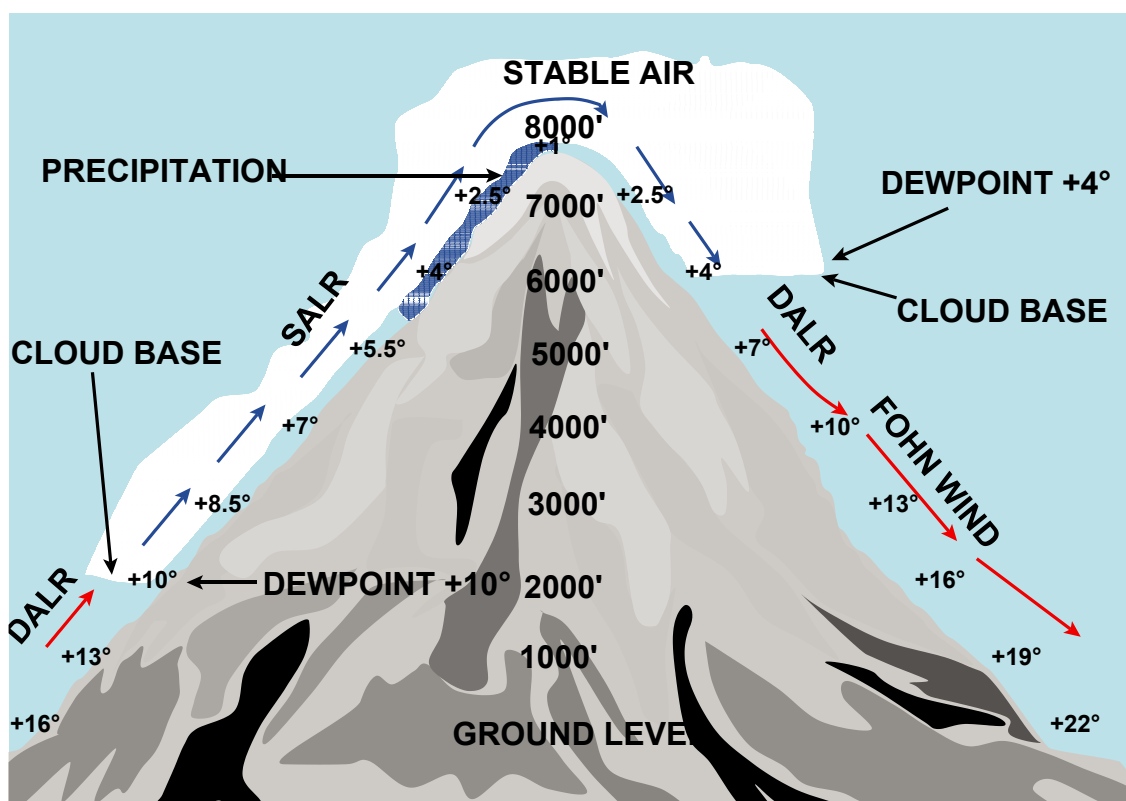 STABLE AIR
8000'
+1°
PRECIPITATION
+2.5°
7000'
+2.5°
DEWPOINT +4°
+4°
6000'
+4°
CLOUD BASE
SALR
DALR
CLOUD BASE
+5.5°
5000'
+7°
+7°
4000'
+10°
FOHN WIND
+8.5°
3000'
+13°
DALR
+10°
DEWPOINT +10°
2000'
+16°
+13°
1000'
+19°
+16°
GROUND LEVEL
+22°